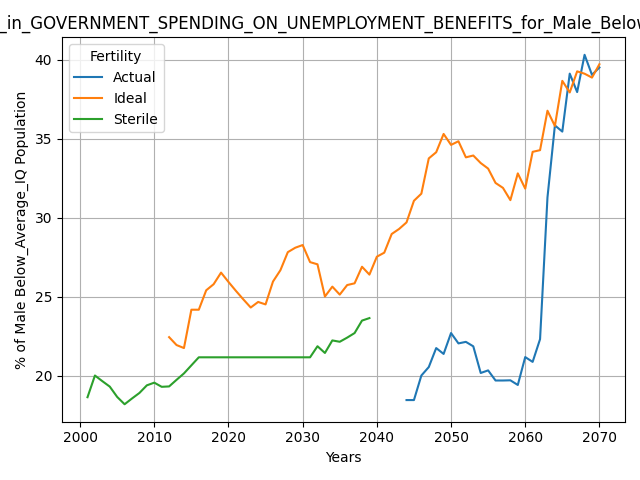 _in_GOVERNMENT_SPENDING_ON_UNEMPLOYMENT_BENEFITS_for_Male_Below
Fertility
Actual
Ideal
Sterile
% of Male Below_Average_IQ Population
40
35
30
25
20
2000 2010 2020 2030 2040 2050 2060 2070
Years